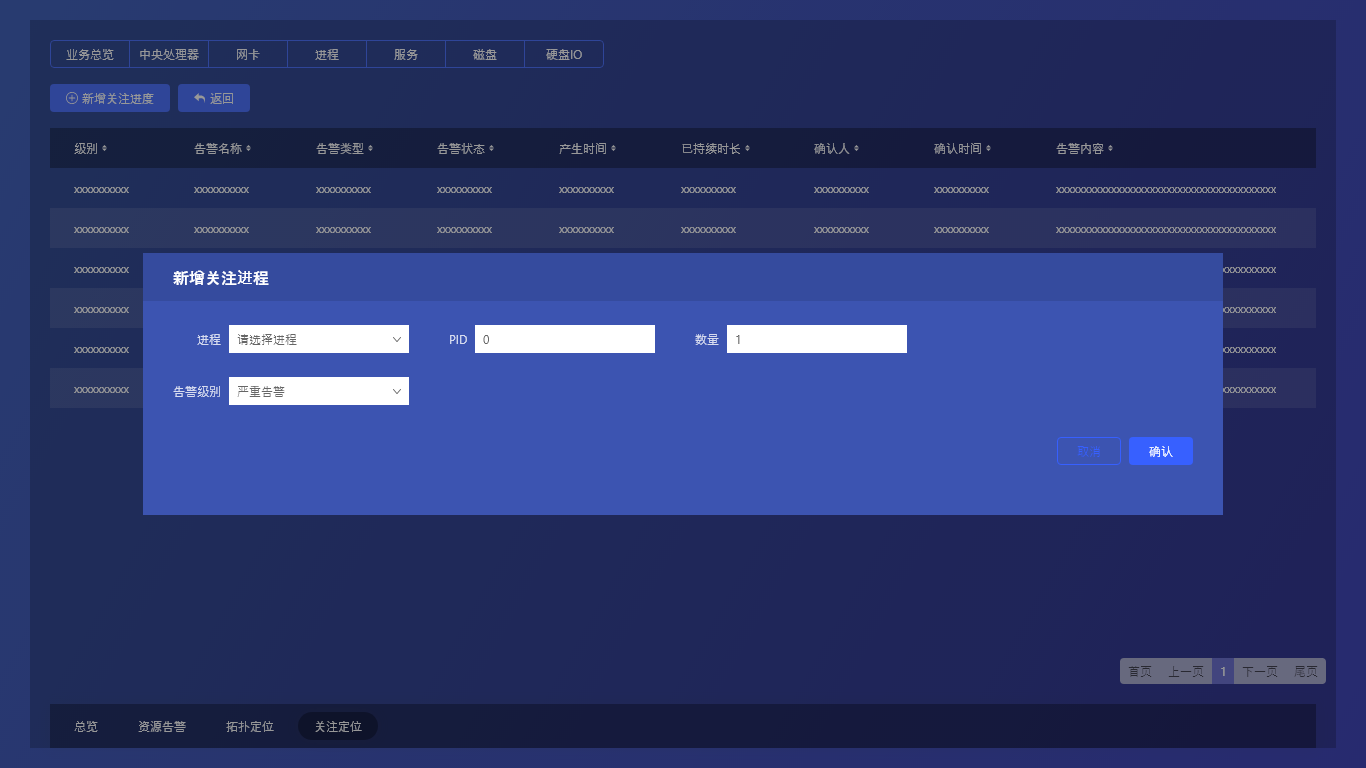 业务总览 中央处理器 网卡 进程 服务 磁盘 硬盘IO
新增关注进度 返回
级别 告警名称 告警类型 告警状态 产生时间 已持续时长 确认人 确认时间 告警内容
xxxxxxxxxx xxxxxxxxxx xxxxxxxxxx xxxxxxxxxx xxxxxxxxxx xxxxxxxxxx xxxxxxxxxx xxxxxxxxxx xxxxxxxxxxxxxxxxxxxxxxxxxxxxxxxxxxxxxxxx
xxxxxxxxxx xxxxxxxxxx xxxxxxxxxx xxxxxxxxxx xxxxxxxxxx xxxxxxxxxx xxxxxxxxxx xxxxxxxxxx xxxxxxxxxxxxxxxxxxxxxxxxxxxxxxxxxxxxxxxx
xxxxxxxxxx xxxxxxxxxx
新增关注进程
xxxxxxxxxx xxxxxxxxxx
进程 请选择进程 PID 0 数量 1
xxxxxxxxxx xxxxxxxxxx
告警级别 严重告警
xxxxxxxxxx xxxxxxxxxx
取消 确认
首页 上一页 1 下一页 尾页
总览 资源告警 拓扑定位 关注定位